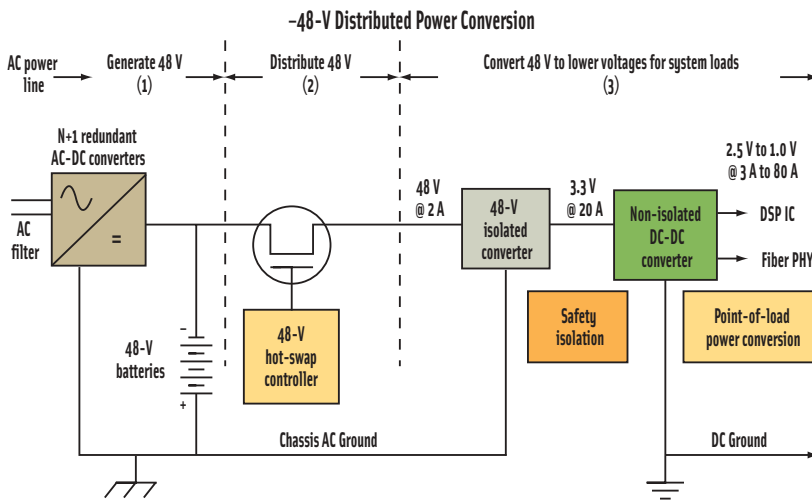 –48-V Distributed Power Conversion
AC power
line
Generate 48 V
(1)
Distribute 48 V
(2)
Convert 48 V to lower voltages for system loads
(3)
N+1 redundant
AC-DC converters
AC
filter
=
48 V
@ 2 A
48-V
isolated
converter
3.3 V
@ 20 A
Non-isolated
DC-DC
converter
2.5 V to 1.0 V
@ 3 A to 80 A
DSP IC
Fiber PHY
48-V
batteries
–
+
48-V
hot-swap
controller
Safety
isolation
Point-of-load
power conversion
Chassis AC Ground
DC Ground